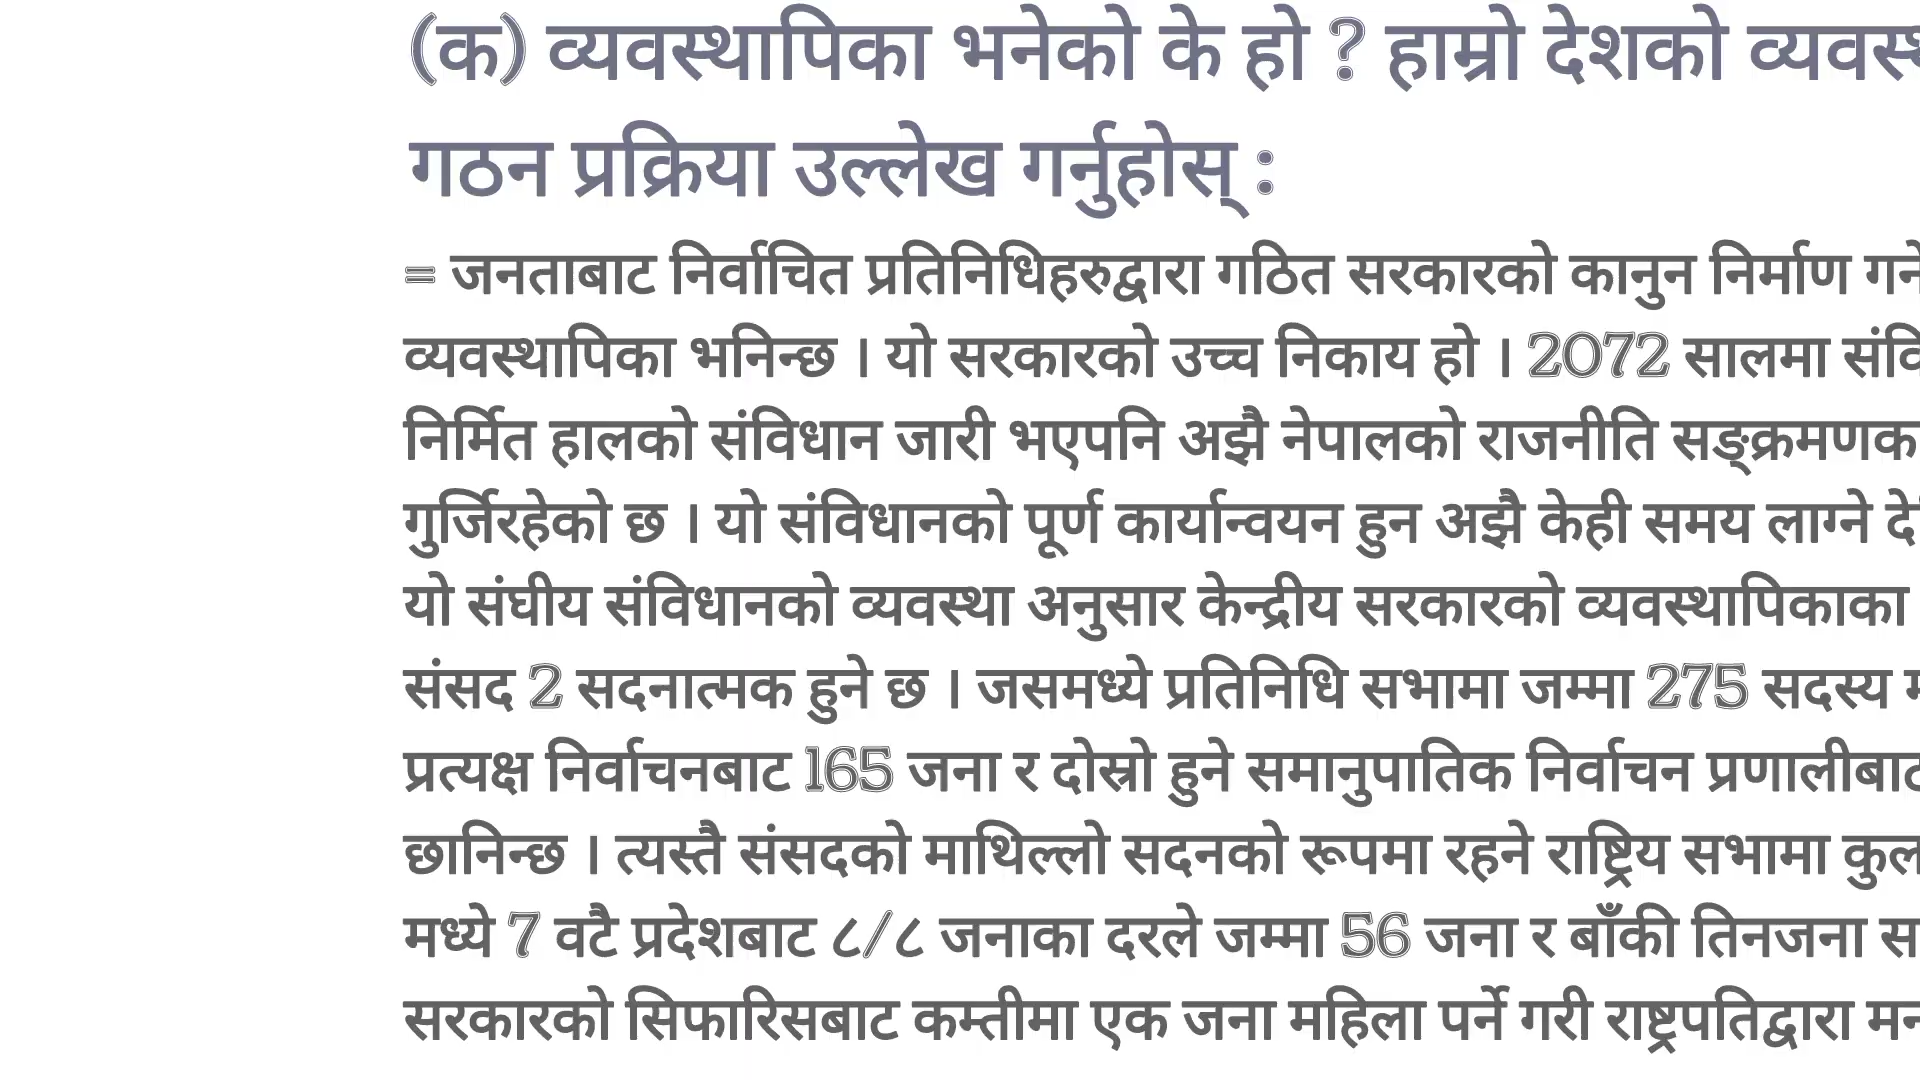 (क) व्यवस्थापिका भनेको के हो ? हाम्रो देशको
गठन प्रक्रिया उल्लेख गर्नुहोस् :
= जनताबाट निर्वाचित प्रतिनिधिहरुद्वारा गठित सरकारको कानुन निर्माण
व्यवस्थापिका भनिन्छ । यो सरकारको उच्च निकाय हो । 2072 सालमा
निर्मित हालको संविधान जारी भएपनि अझै नेपालको राजनीति
गुर्जिरहेको छ । यो संविधानको पूर्ण कार्यान्वयन हुन अझै केही समय लाग्ने
यो संघीय संविधानको व्यवस्था अनुसार केन्द्रीय सरकारको व्यवस्थापिकाका
संसद 2 सदनात्मक हुने छ । जसमध्ये प्रतिनिधि सभामा जम्मा 275 सदस्य
प्रत्यक्ष निर्वाचनबाट 165 जना र दोस्रो हुने समानुपातिक निर्वाचन प्रणालीबाट
छानिन्छ । त्यस्तै संसदको माथिल्लो सदनको रूपमा रहने राष्ट्रिय सभामा कुल
मध्ये 7 वटै प्रदेशबाट ८/८ जनाका दरले जम्मा 56 जना र बाँकी तिनजना
सरकारको सिफारिसबाट कम्तीमा एक जना महिला पर्ने गरी राष्ट्रपतिद्वारा